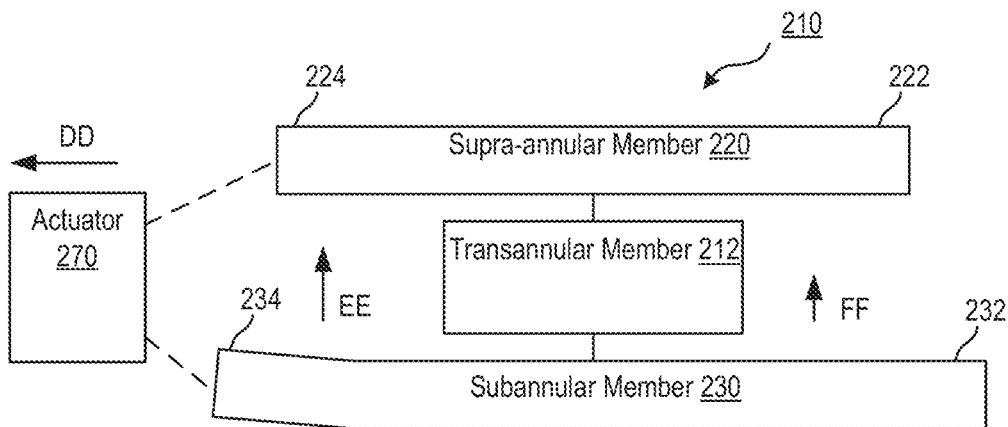 210
224
222
DD
Supra-annular Member 220
Actuator
270
Transannular Member 212
234
EE
FF
232
Subannular Member 230